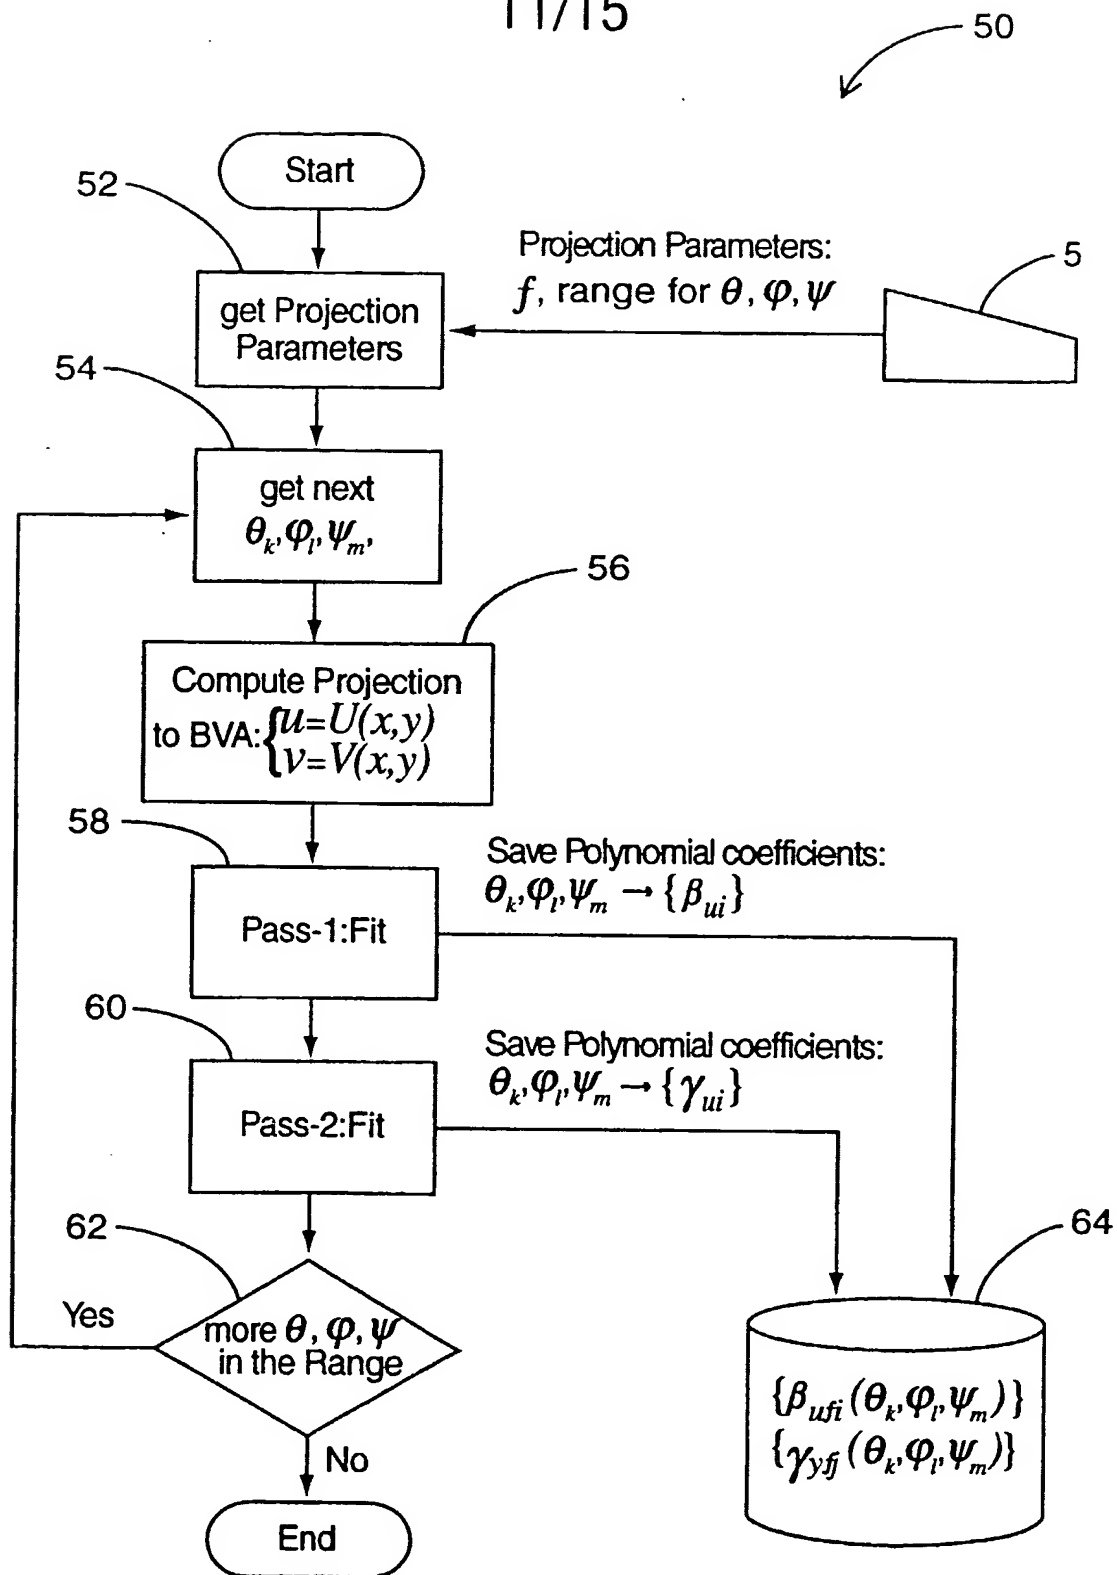 11/15
50
Start
52
Projection Parameters:
f, range for θ, φ, ψ
5
get Projection
Parameters
54
get next
θk, φl, ψm,
56
Compute Projection
to BVA: { u=U(x,y)
v=V(x,y)
58
Save Polynomial coefficients:
θk, φl, ψm → {βui}
Pass-1:Fit
60
Save Polynomial coefficients:
θk, φl, ψm → {γui}
Pass-2:Fit
62
64
Yes
more θ, φ, ψ
in the Range
{βufi (θk, φl, ψm)}
{γyfj (θk, φl, ψm)}
No
End